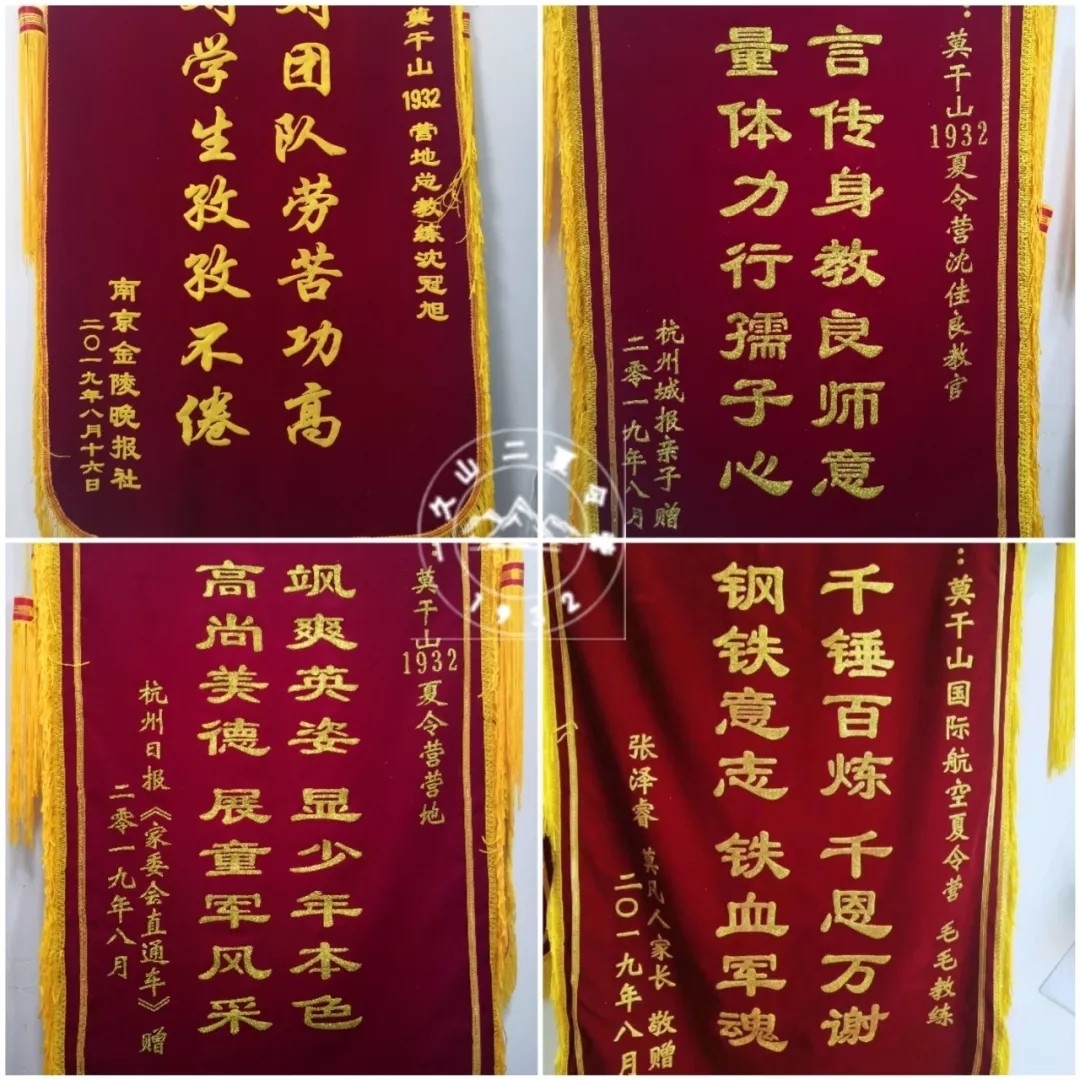 莫干山1932营地总教练沈冠旭
团队劳苦功高
学生孜孜不倦
南京金陵晚报社
二〇一九年八月十六日
：莫干山1932夏令营沈佳良教官
言传身教良师意
量体力行孺子心
杭州城报亲子赠
二零一九年八月
莫干山1932夏令营营地
飒爽英姿 显少年本色
高尚美德 展童军风采
杭州日报《家委会直通车》赠
二零一九年八月
：莫干山国际航空夏令营 毛毛教练
千锤百炼 千恩万谢
钢铁意志 铁血军魂
张泽睿 莫凡人家长 敬赠
二〇一九年八月
1932